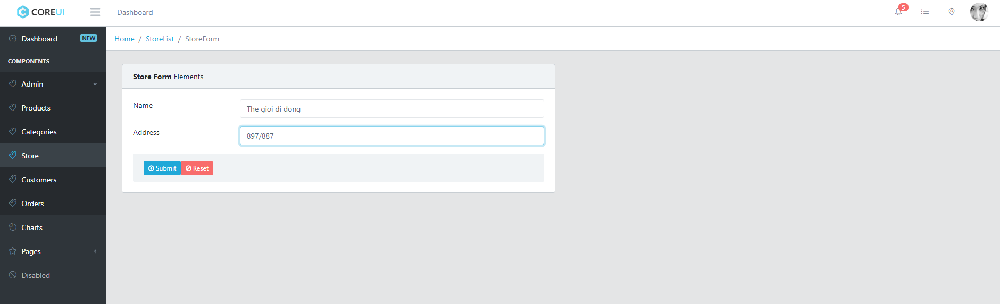 COREUI
Dashboard
5
Dashboard NEW
COMPONENTS
Admin
Products
Categories
Store
Customers
Orders
Charts
Pages
Disabled
Home / StoreList / StoreForm
Store Form Elements
Name
The gioi di dong
Address
897/887
Submit
Reset